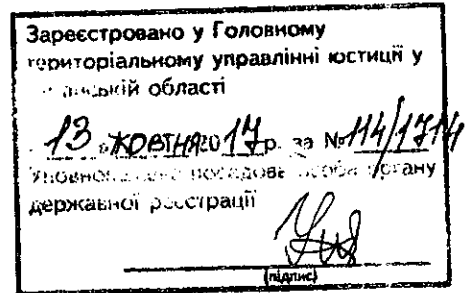 Зареєстровано у Головному
територіальному управлінні юстиції у
області
13 жовтня 2017 р. за № 114/1714
Уповноважена посадова особа органу
державної реєстрації
(підпис)